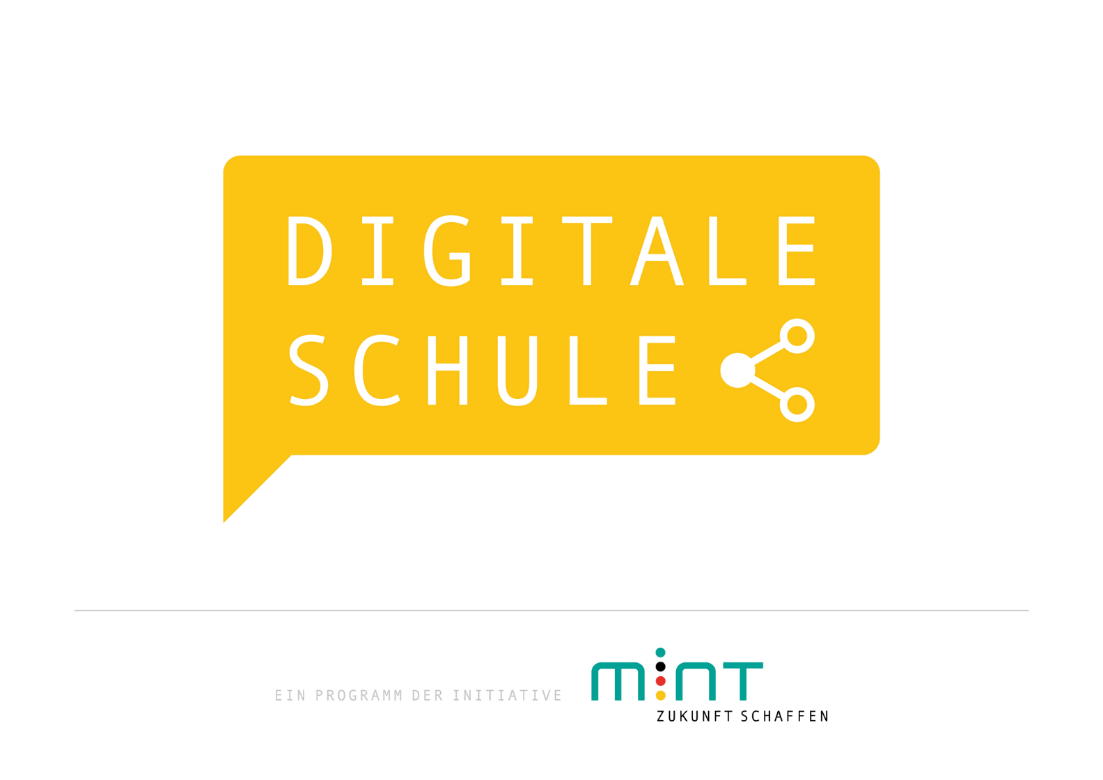 DIGITALE
SCHULE
EIN PROGRAMM DER INITIATIVE
mint
ZUKUNFT SCHAFFEN